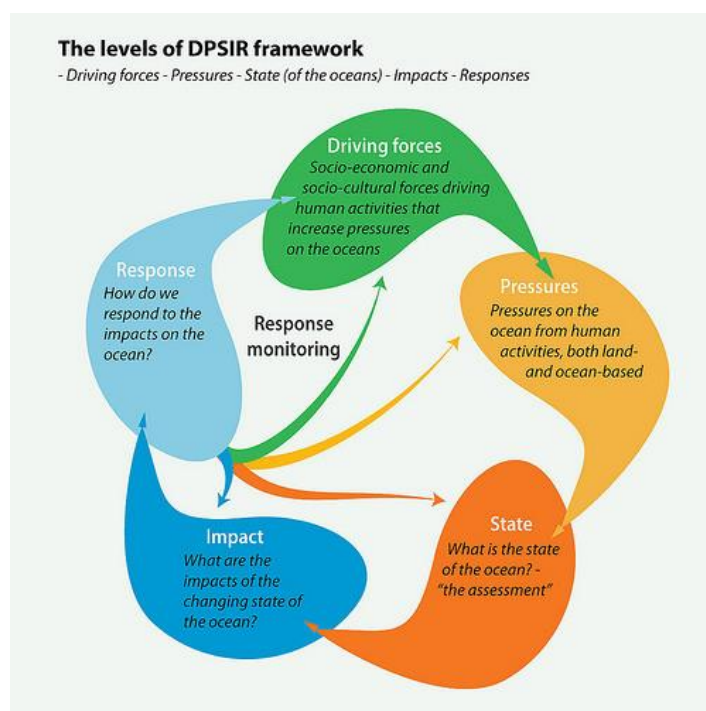 The levels of DPSIR framework
- Driving forces - Pressures - State (of the oceans) - Impacts - Responses
Driving forces
Socio-economic and
socio-cultural forces driving
human activities that
increase pressures
on the oceans
Pressures
Pressures on the
ocean from human
activities, both land-
and ocean-based
State
What is the state
of the ocean? -
"the assessment"
Impact
What are the
impacts of the
changing state of
the ocean?
Response
How do we
respond to the
impacts on the
ocean?
Response
monitoring